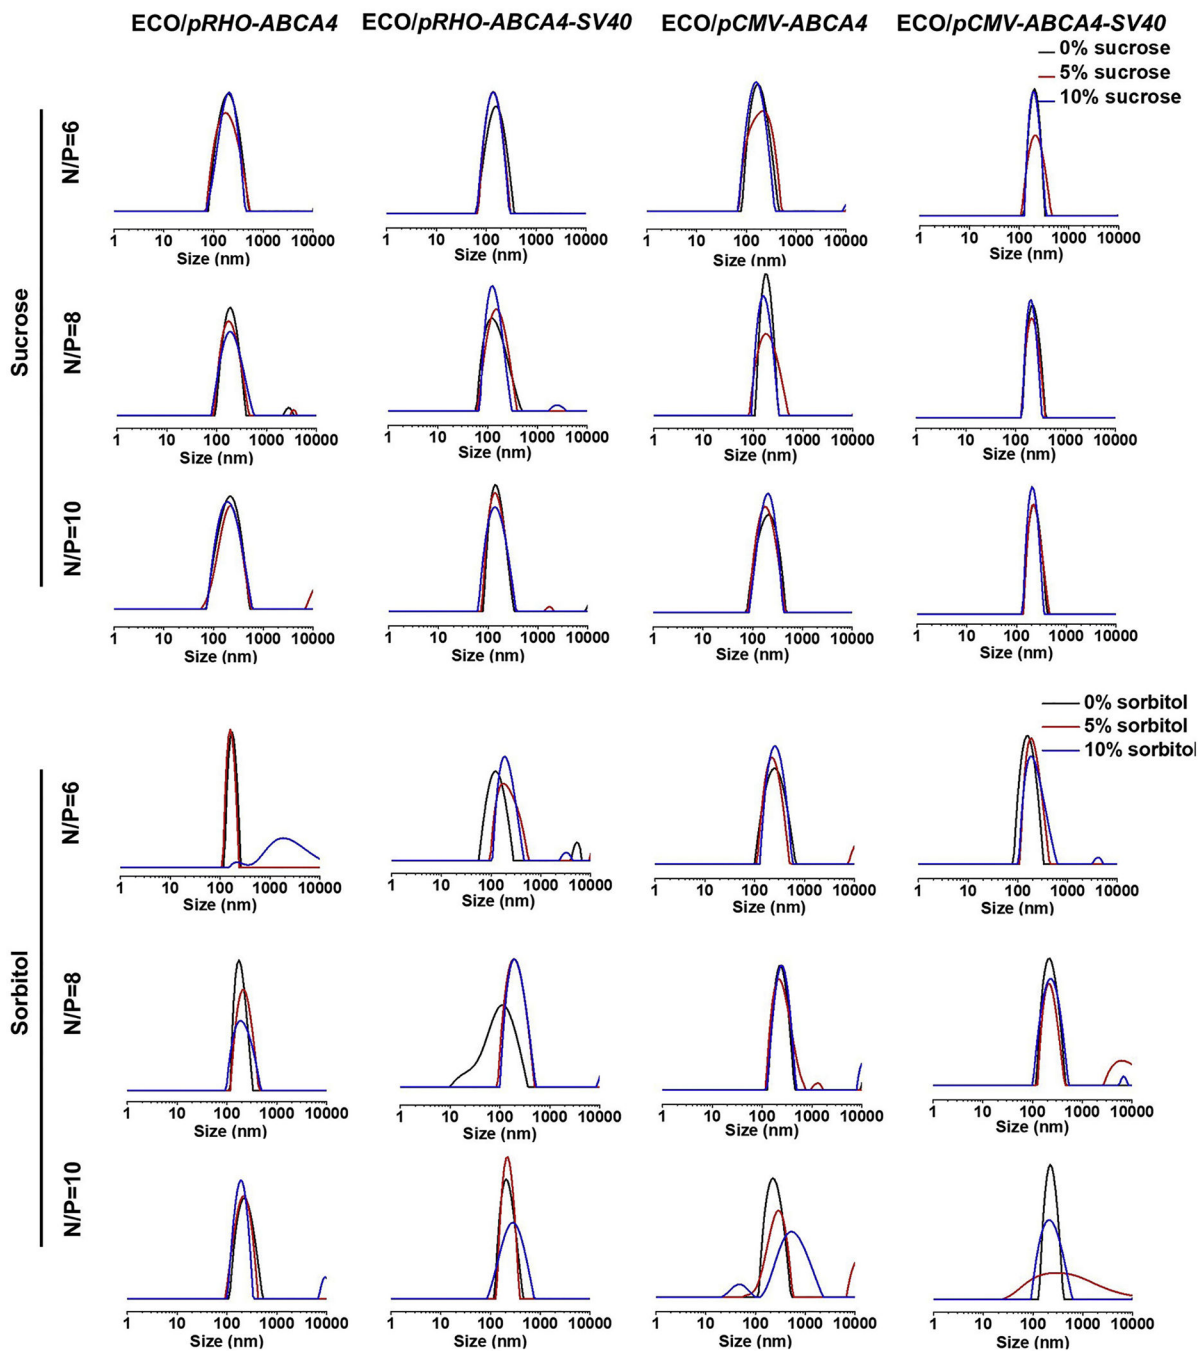 ECO/pRHO-ABCA4 ECO/pRHO-ABCA4-SV40 ECO/pCMV-ABCA4 ECO/pCMV-ABCA4-SV40
0% sucrose
5% sucrose
10% sucrose
Sucrose
N/P=6
1 10 100 1000 10000 1 10 100 1000 10000 1 10 100 1000 10000 1 10 100 1000 10000
Size (nm) Size (nm) Size (nm) Size (nm)
N/P=8
1 10 100 1000 10000 1 10 100 1000 10000 1 10 100 1000 10000 1 10 100 1000 10000
Size (nm) Size (nm) Size (nm) Size (nm)
N/P=10
1 10 100 1000 10000 1 10 100 1000 10000 1 10 100 1000 10000 1 10 100 1000 10000
Size (nm) Size (nm) Size (nm) Size (nm)
0% sorbitol
5% sorbitol
10% sorbitol
Sorbitol
N/P=6
1 10 100 1000 10000 1 10 100 1000 10000 1 10 100 1000 10000 1 10 100 1000 10000
Size (nm) Size (nm) Size (nm) Size (nm)
N/P=8
1 10 100 1000 10000 1 10 100 1000 10000 1 10 100 1000 10000 1 10 100 1000 10000
Size (nm) Size (nm) Size (nm) Size (nm)
N/P=10
1 10 100 1000 10000 1 10 100 1000 10000 1 10 100 1000 10000 1 10 100 1000 10000
Size (nm) Size (nm) Size (nm) Size (nm)